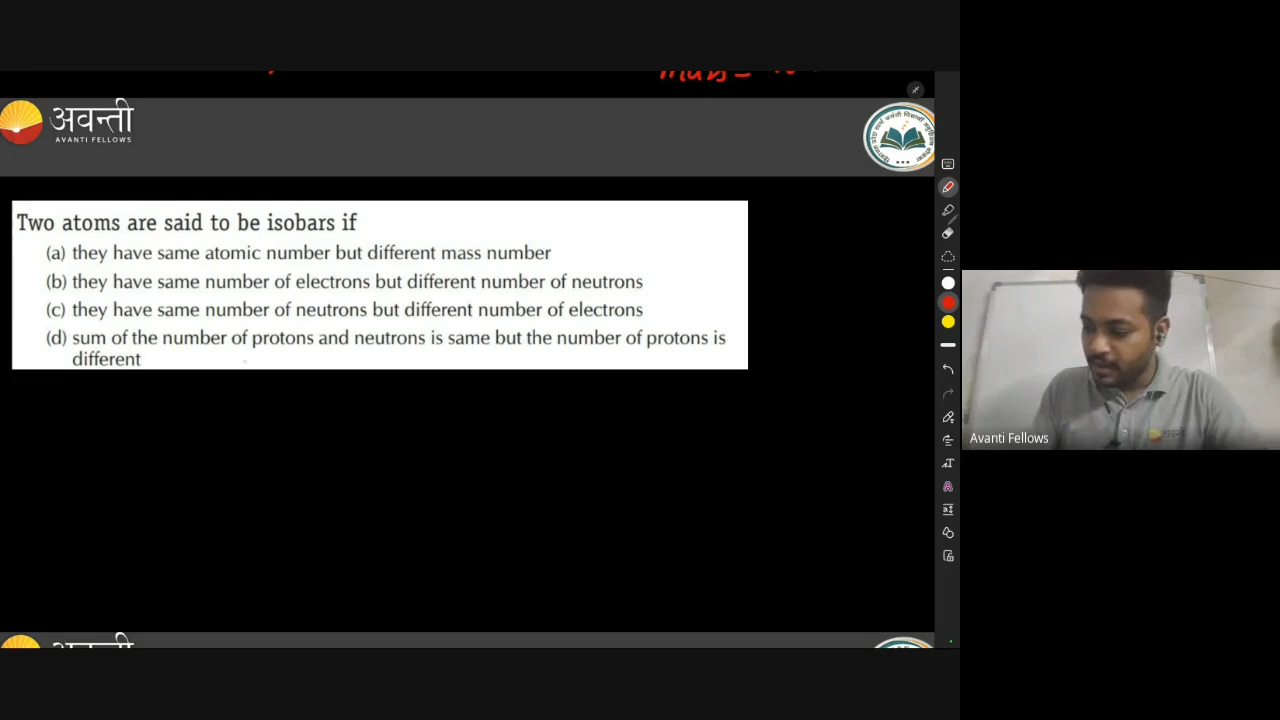 अवन्ती
AVANTI FELLOWS
Two atoms are said to be isobars if
(a) they have same atomic number but different mass number
(b) they have same number of electrons but different number of neutrons
(c) they have same number of neutrons but different number of electrons
(d) sum of the number of protons and neutrons is same but the number of protons is
different
Avanti Fellows